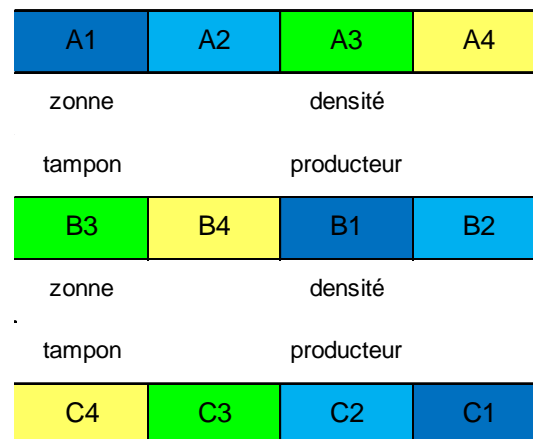 A1 A2 A3 A4
zonne densité
tampon producteur
B3 B4 B1 B2
zonne densité
tampon producteur
C4 C3 C2 C1